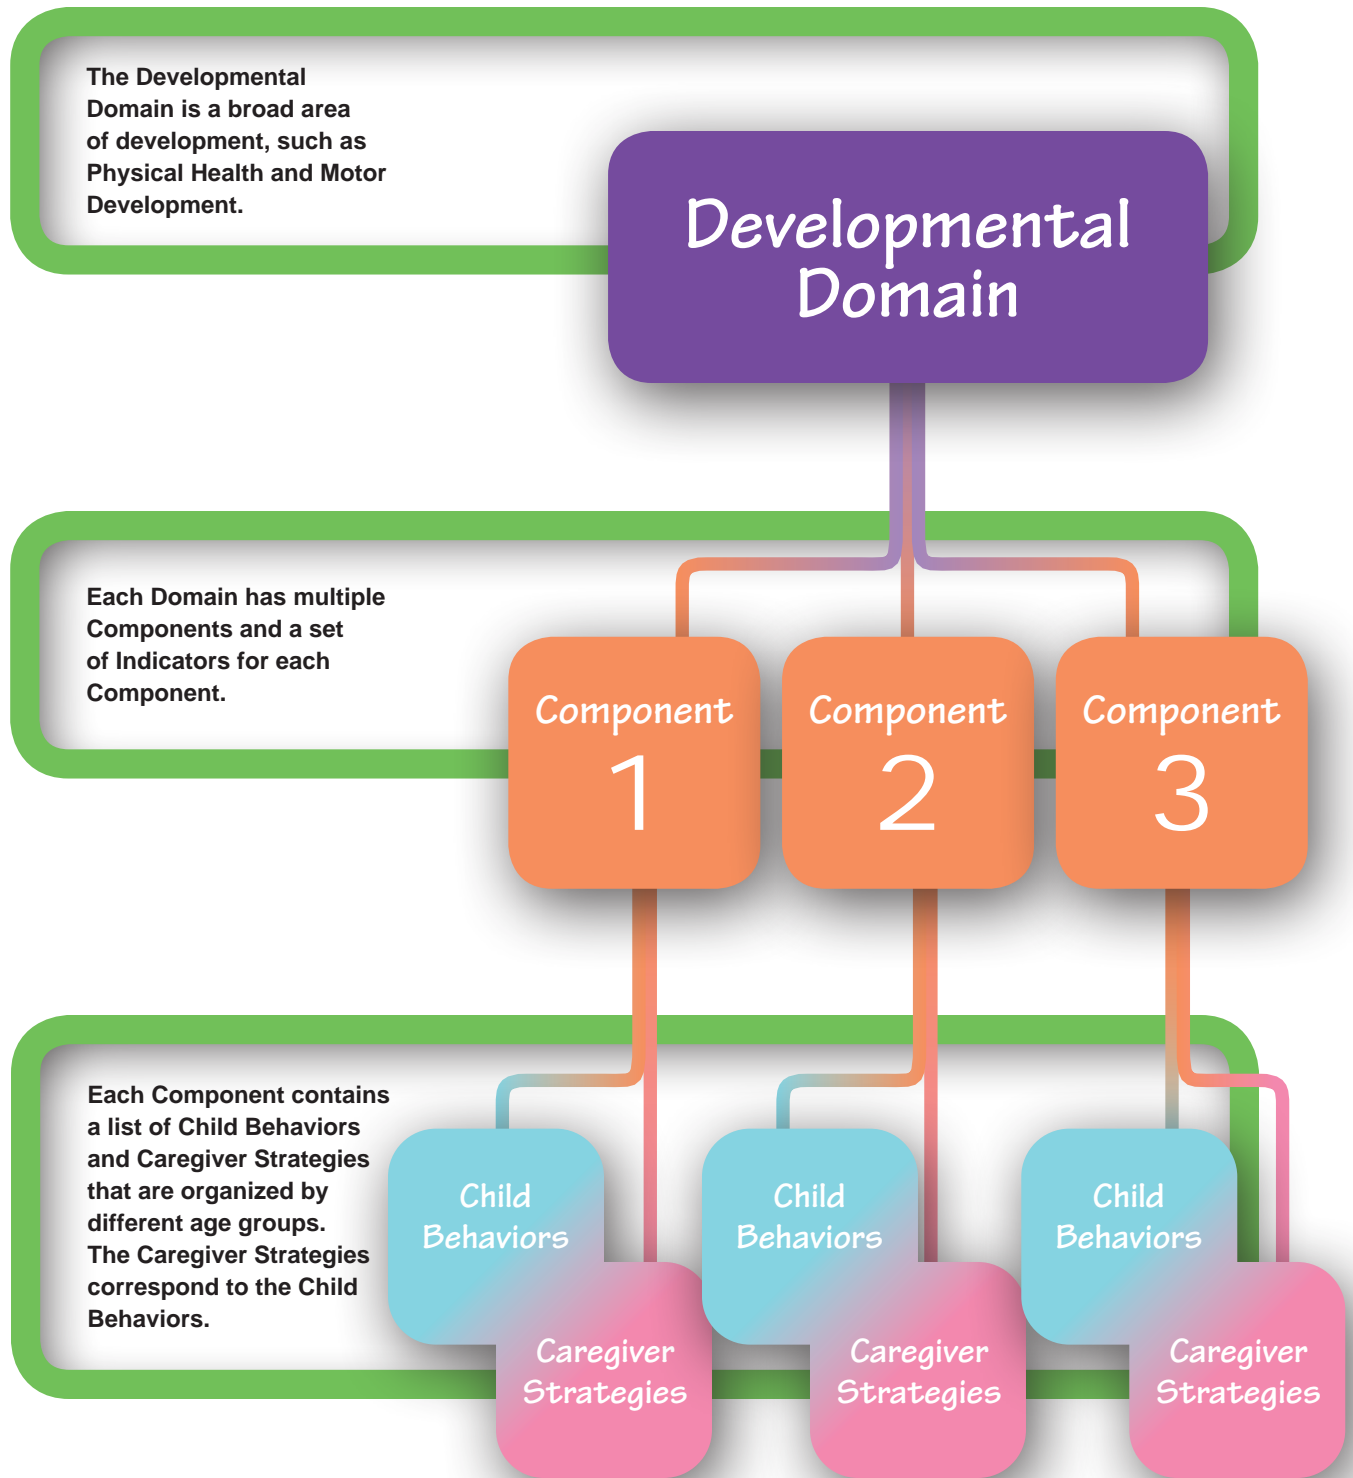 The Developmental
Domain is a broad area
of development, such as
Physical Health and Motor
Development.
Developmental
Domain
Each Domain has multiple
Components and a set
of Indicators for each
Component.
Component
1
Component
2
Component
3
Each Component contains
a list of Child Behaviors
and Caregiver Strategies
that are organized by
different age groups.
The Caregiver Strategies
correspond to the Child
Behaviors.
Child
Behaviors
Caregiver
Strategies
Child
Behaviors
Caregiver
Strategies
Child
Behaviors
Caregiver
Strategies